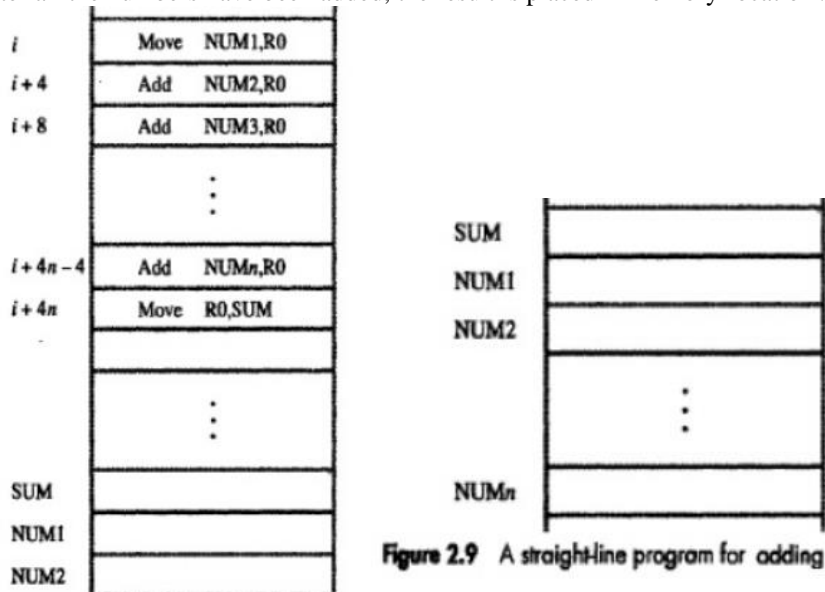 i Move NUM1,R0
i + 4 Add NUM2,R0
i + 8 Add NUM3,R0
i + 4n - 4 Add NUMn,R0
i + 4n Move R0,SUM
SUM
NUM1
NUM2
SUM
NUM1
NUM2
NUMn
Figure 2.9 A straight-line program for adding